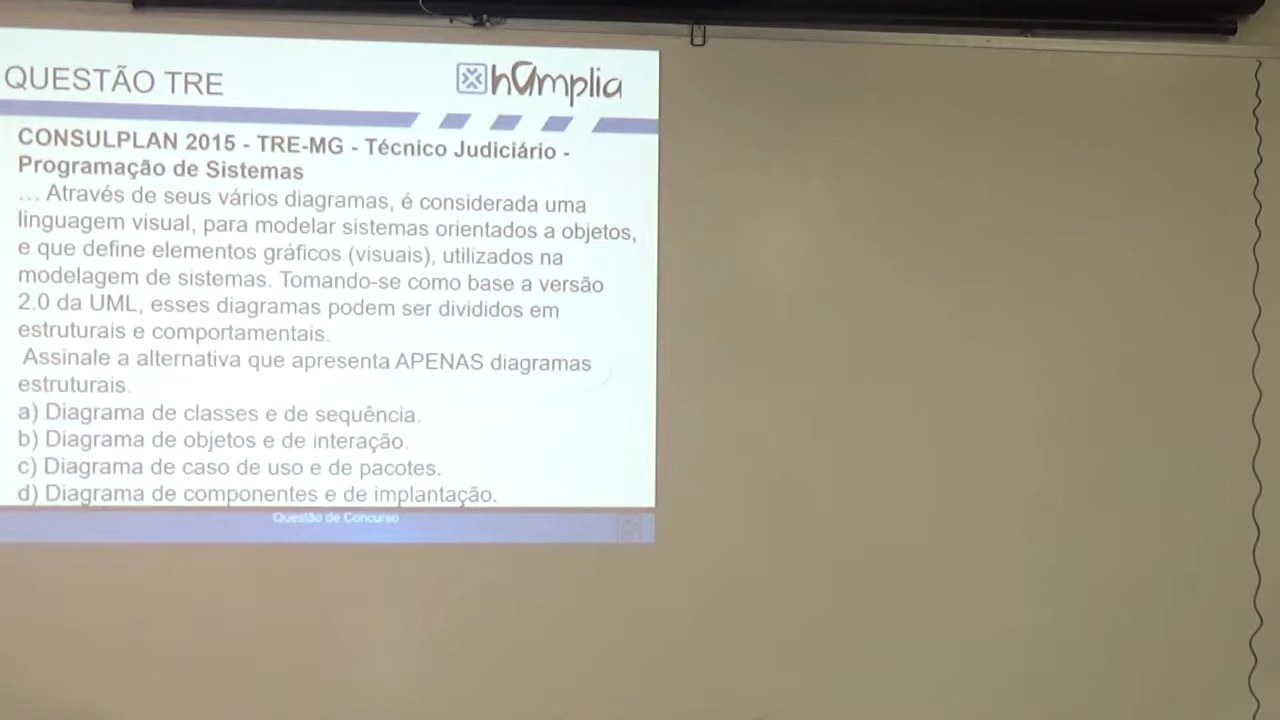 QUESTÃO TRE
hamplia
CONSULPLAN 2015 - TRE-MG - Técnico Judiciário -
Programação de Sistemas
... Através de seus vários diagramas, é considerada uma
linguagem visual, para modelar sistemas orientados a objetos,
e que define elementos gráficos (visuais), utilizados na
modelagem de sistemas. Tomando-se como base a versão
2.0 da UML, esses diagramas podem ser divididos em
estruturais e comportamentais.
Assinale a alternativa que apresenta APENAS diagramas
estruturais.
a) Diagrama de classes e de sequência.
b) Diagrama de objetos e de interação.
c) Diagrama de caso de uso e de pacotes.
d) Diagrama de componentes e de implantação.
Questão de Concurso